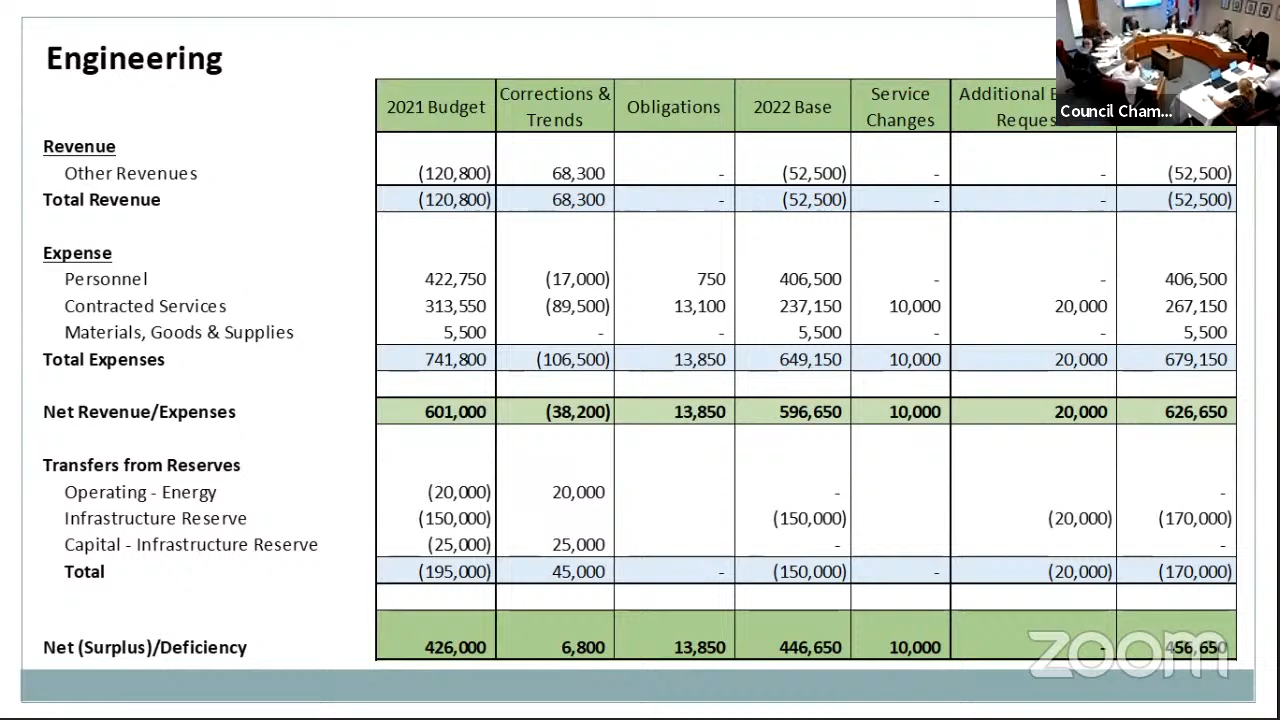 Engineering
Council Cham...
2021 Budget Corrections & Trends Obligations 2022 Base Service Changes Additional
Revenue
Other Revenues (120,800) 68,300 - (52,500) - - (52,500)
Total Revenue (120,800) 68,300 - (52,500) - - (52,500)
Expense
Personnel 422,750 (17,000) 750 406,500 - - 406,500
Contracted Services 313,550 (89,500) 13,100 237,150 10,000 20,000 267,150
Materials, Goods & Supplies 5,500 - - 5,500 - - 5,500
Total Expenses 741,800 (106,500) 13,850 649,150 10,000 20,000 679,150
Net Revenue/Expenses 601,000 (38,200) 13,850 596,650 10,000 20,000 626,650
Transfers from Reserves
Operating - Energy (20,000) 20,000 - -
Infrastructure Reserve (150,000) (150,000) (20,000) (170,000)
Capital - Infrastructure Reserve (25,000) 25,000 - -
Total (195,000) 45,000 - (150,000) - (20,000) (170,000)
Net (Surplus)/Deficiency 426,000 6,800 13,850 446,650 10,000 - 456,650
zoom